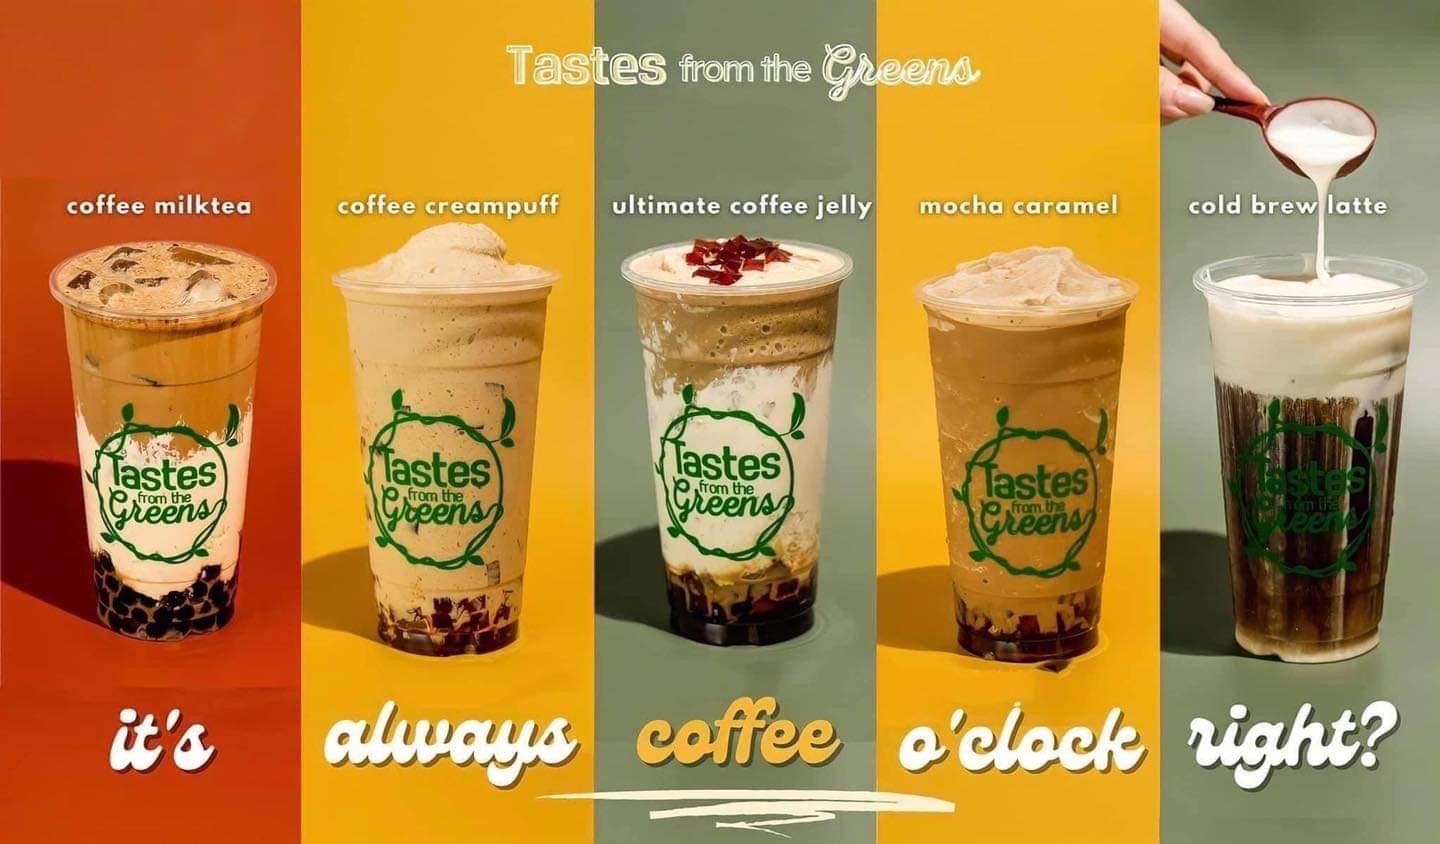 Tastes from the Greens
coffee milktea
coffee creampuff
ultimate coffee jelly
mocha caramel
cold brew latte
Tastes
from the
Greens
Tastes
from the
Greens
Tastes
from the
Greens
Tastes
from the
Greens
Tastes
from the
Greens
it's always coffee o'clock right?